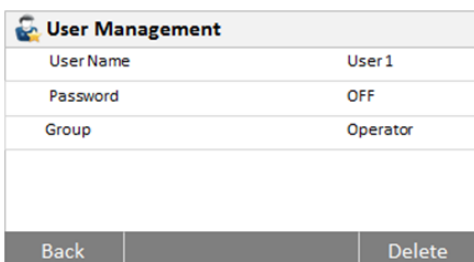 User Management
User Name User 1
Password OFF
Group Operator
Back Delete